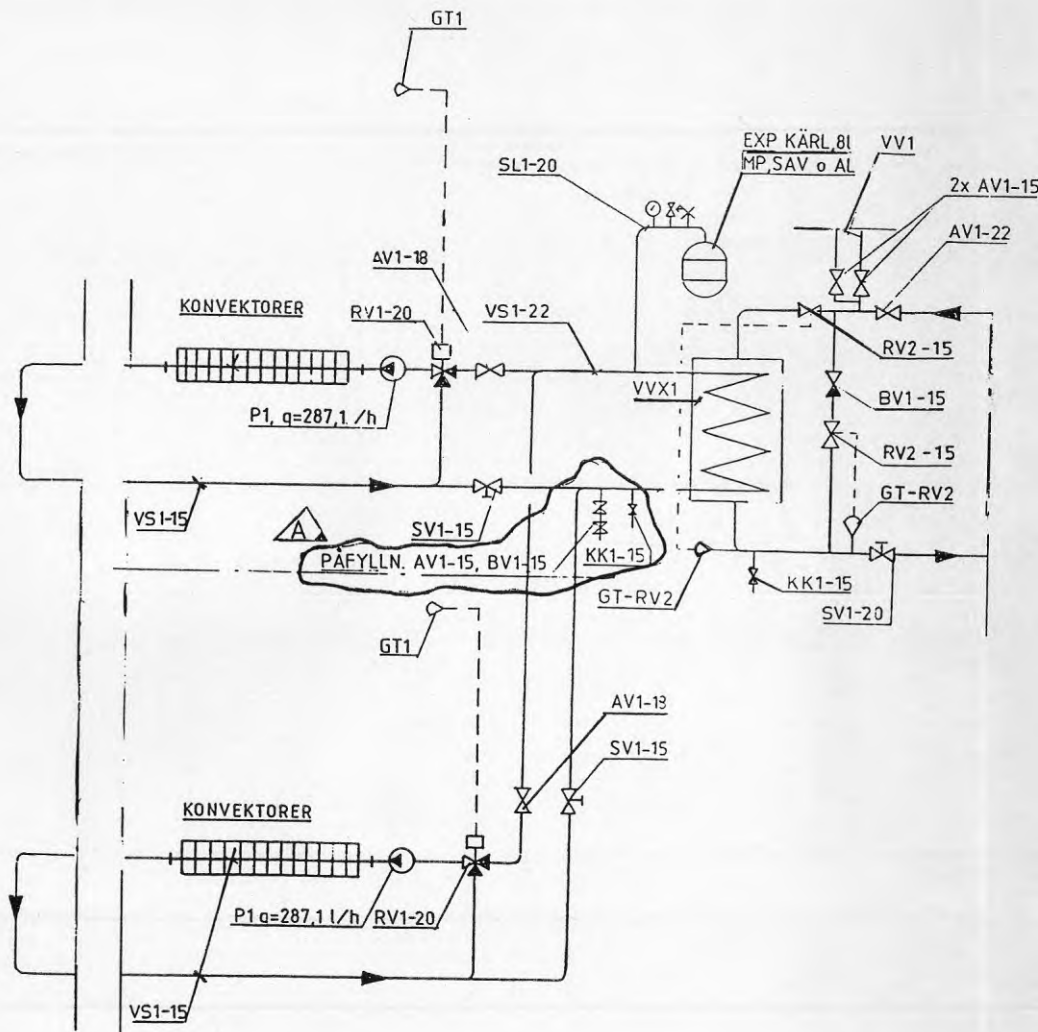 GT1
EXP KÄRL,8l
MP,SAV o AL
VV1
SL1-20
2x AV1-15
AV1-22
AV1-18
KONVEKTORER
RV1-20
VS1-22
RV2-15
VVX1
BV1-15
P1, q=287,1 l/h
RV2-15
GT-RV2
VS1-15
SV1-15
A
PÅFYLLN. AV1-15, BV1-15
KK1-15
GT-RV2
KK1-15
SV1-20
GT1
AV1-18
SV1-15
KONVEKTORER
P1 q=287,1 l/h
RV1-20
VS1-15